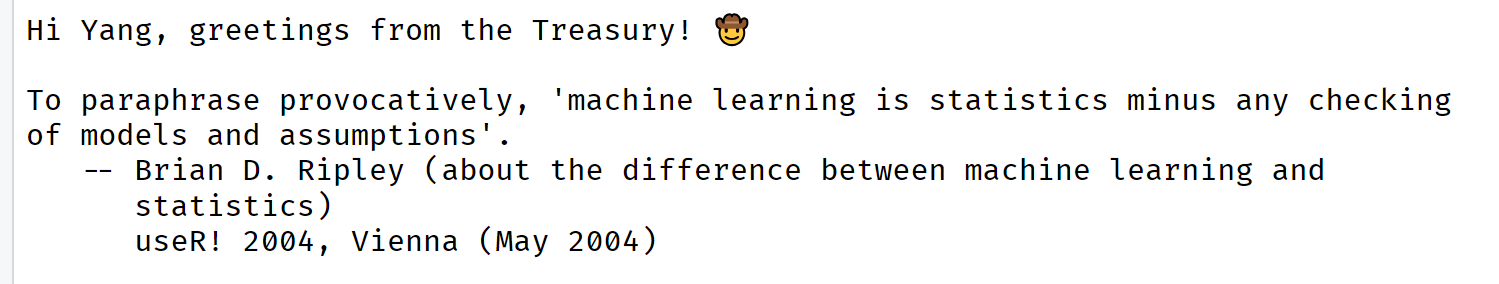 Hi Yang, greetings from the Treasury! 🤠
To paraphrase provocatively, 'machine learning is statistics minus any checking
of models and assumptions'.
-- Brian D. Ripley (about the difference between machine learning and
statistics)
useR! 2004, Vienna (May 2004)